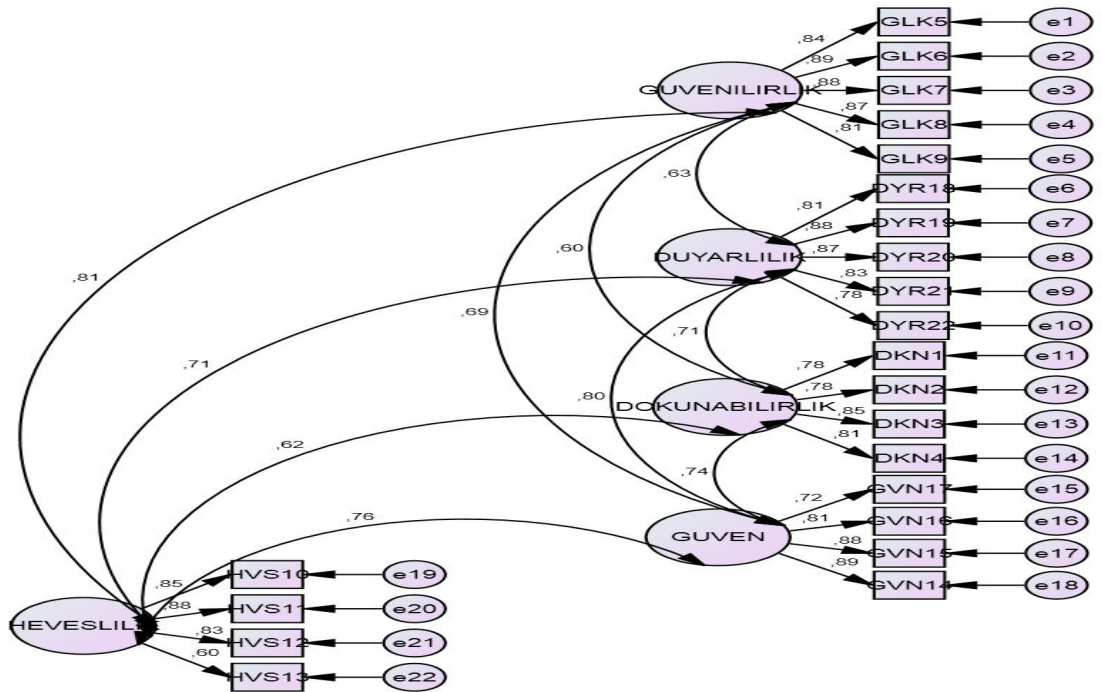 GLK5 e1
,84
GLK6 e2
,89
GUVENILIRLIK ,88 GLK7 e3
,87 GLK8 e4
,81
GLK9 e5
,63
DYR18 e6
,81
DYR19 e7
,88
,60
DUYARLILIK ,87 DYR20 e8
,81
,83
DYR21 e9
,78
,69
DYR22 e10
,71
DKN1 e11
,71
,78
,78 DKN2 e12
,80
DOKUNABILIRLIK ,85
DKN3 e13
,81
,62
DKN4 e14
,74
GVN17 e15
,72
,76
,81 GVN16 e16
GUVEN
,88 GVN15 e17
,89
GVN14 e18
HVS10 e19
,85
,88 HVS11 e20
,83
HVS12 e21
,60
HVS13 e22